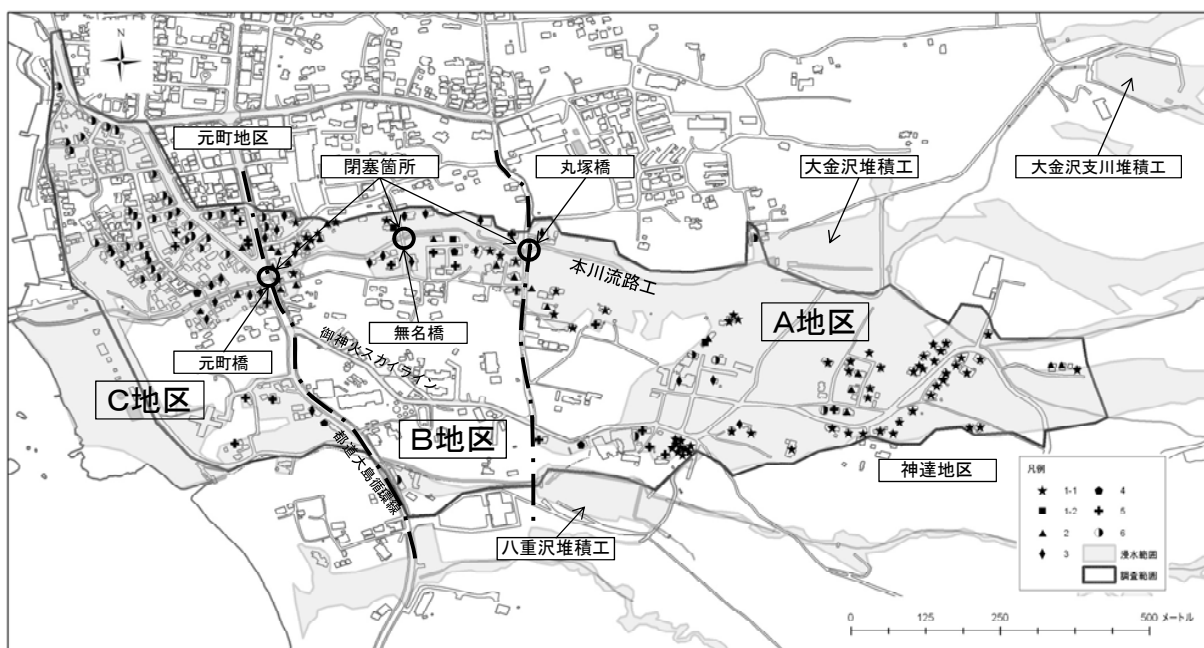 N
元町地区
閉塞箇所
丸塚橋
大金沢堆積工
大金沢支川堆積工
本川流路工
A地区
無名橋
元町橋
御神火スカイライン
C地区
B地区
都道大島循環線
神達地区
八重沢堆積工
凡例
1-1
4
1-2
5
2
6
3
浸水範囲
調査範囲
0 125 250 500 メートル